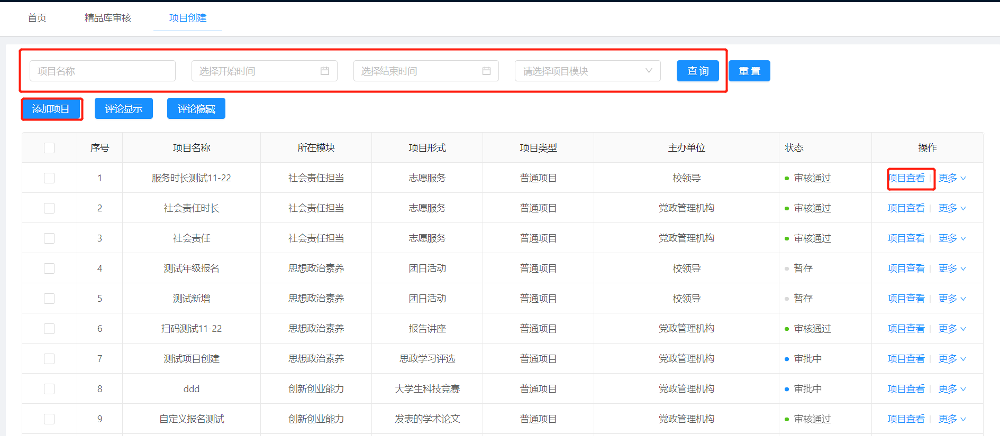 首页 精品库审核 项目创建
项目名称 选择开始时间 选择结束时间 请选择项目模块 查 询 重 置
添加项目 评论显示 评论隐藏
序号 项目名称 所在模块 项目形式 项目类型 主办单位 状态 操作
1 服务时长测试11-22 社会责任担当 志愿服务 普通项目 校领导 审核通过 项目查看 更多
2 社会责任时长 社会责任担当 志愿服务 普通项目 党政管理机构 审核通过 项目查看 更多
3 社会责任 社会责任担当 志愿服务 普通项目 党政管理机构 审核通过 项目查看 更多
4 测试年级报名 思想政治素养 团日活动 普通项目 校领导 暂存 项目查看 更多
5 测试新增 思想政治素养 团日活动 普通项目 校领导 暂存 项目查看 更多
6 扫码测试11-22 思想政治素养 报告讲座 普通项目 党政管理机构 审核通过 项目查看 更多
7 测试项目创建 思想政治素养 思政学习评选 普通项目 党政管理机构 审批中 项目查看 更多
8 ddd 创新创业能力 大学生科技竞赛 普通项目 党政管理机构 审批中 项目查看 更多
9 自定义报名测试 创新创业能力 发表的学术论文 普通项目 党政管理机构 审核通过 项目查看 更多